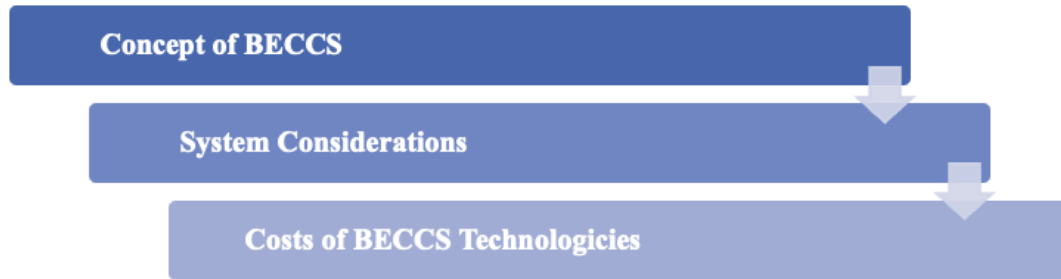 Concept of BECCS
System Considerations
Costs of BECCS Technologicies